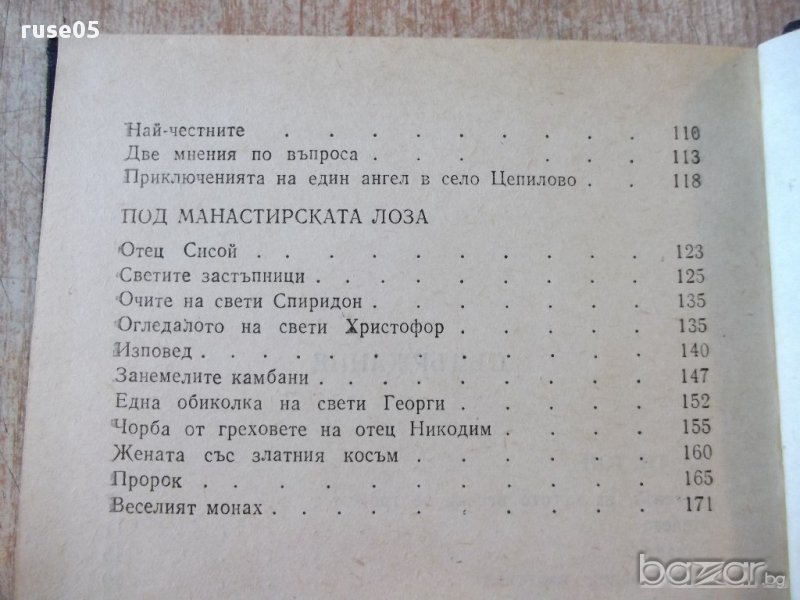 ruse05
Най-честните . . . . . . . . . 110
Две мнения по въпроса . . . . . . . 113
Приключенията на един ангел в село Цепилово . . 118
ПОД МАНАСТИРСКАТА ЛОЗА
Отец Сисой . . . . . . . . . . 123
Светите застъпници . . . . . . . . 125
Очите на свети Спиридон . . . . . . . 135
Огледалото на свети Христофор . . . . . 135
Изповед . . . . . . . . . . . 140
Занемелите камбани . . . . . . . . 147
Една обиколка на свети Георги . . . . . 152
Чорба от греховете на отец Никодим . . . . 155
Жената със златния косъм . . . . . . 160
Пророк . . . . . . . . . . . 165
Веселият монах . . . . . . . . . 171
bazar.bg